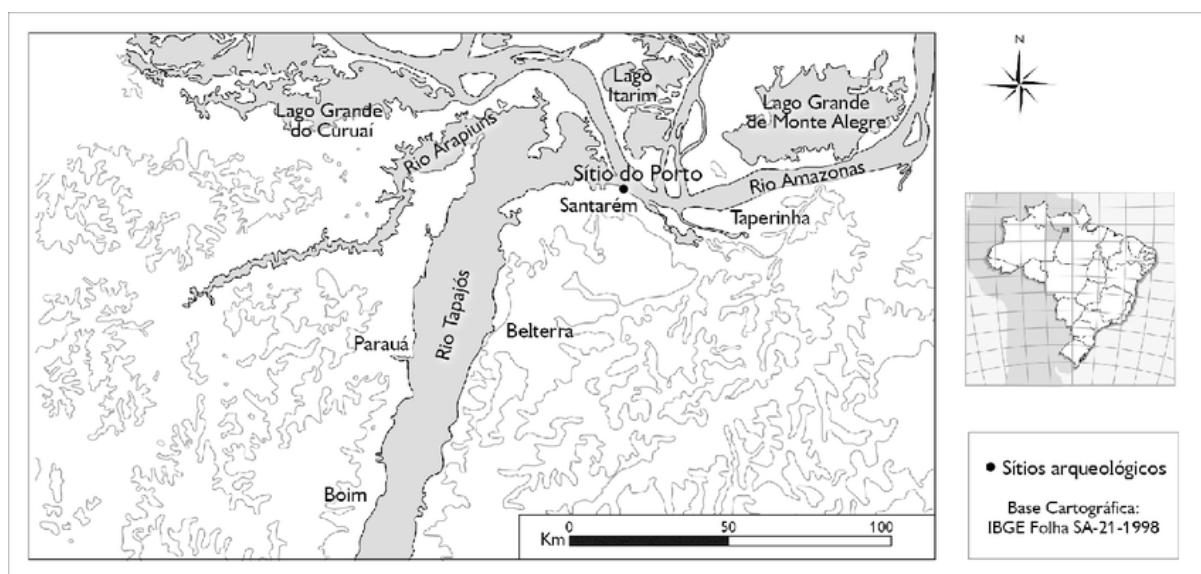 N
Lago
Itarim
Lago Grande
de Monte Alegre
Lago Grande
do Curuaí
Rio Arapiuns
Sítio do Porto
Rio Amazonas
Santarém
Taperinha
Rio Tapajós
Belterra
Parauá
Boim
0 50 100
Km
Sítios arqueológicos
Base Cartográfica:
IBGE Folha SA-21-1998